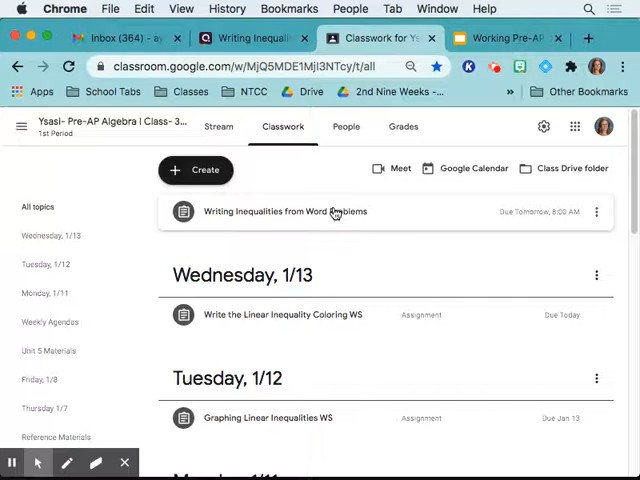 Chrome File Edit View History Bookmarks People Tab Window Help
Inbox (364) - ay
Writing Inequaliti
Classwork for Ys
Working Pre-AP
classroom.google.com/w/MjQ5MDE1MjI3NTcy/t/all
Apps School Tabs Classes NTCC Drive 2nd Nine Weeks -... » Other Bookmarks
Ysasi- Pre-AP Algebra I Class- 3...
1st Period
Stream Classwork People Grades
+ Create
Meet Google Calendar Class Drive folder
All topics
Wednesday, 1/13
Tuesday, 1/12
Monday, 1/11
Weekly Agendas
Unit 5 Materials
Friday, 1/8
Thursday 1/7
Reference Materials
Writing Inequalities from Word Problems Due Tomorrow, 8:00 AM
Wednesday, 1/13
Write the Linear Inequality Coloring WS Assignment Due Today
Tuesday, 1/12
Graphing Linear Inequalities WS Assignment Due Jan 13